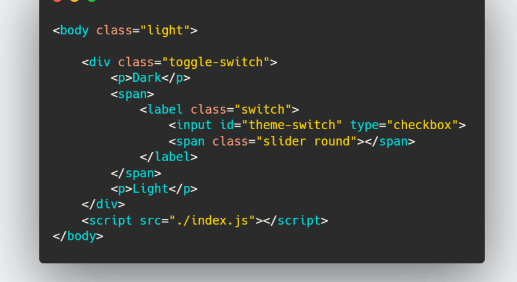 <body class="light">
<div class="toggle-switch">
<p>Dark</p>
<span>
<label class="switch">
<input id="theme-switch" type="checkbox">
<span class="slider round"></span>
</label>
</span>
<p>Light</p>
</div>
<script src="./index.js"></script>
</body>